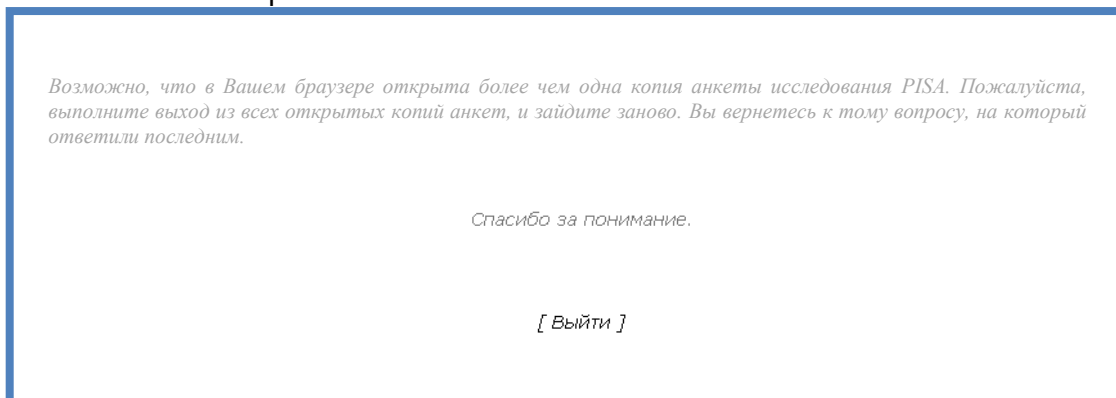 Возможно, что в Вашем браузере открыта более чем одна копия анкеты исследования PISA. Пожалуйста,
выполните выход из всех открытых копий анкет, и зайдите заново. Вы вернетесь к тому вопросу, на который
ответили последним.
Спасибо за понимание.
[ Выйти ]